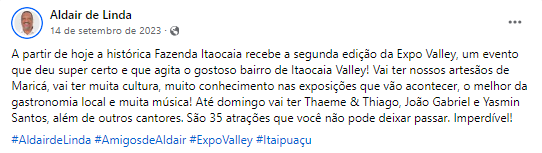 Aldair de Linda
14 de setembro de 2023 ·
A partir de hoje a histórica Fazenda Itaocaia recebe a segunda edição da Expo Valley, um evento
que deu super certo e que agita o gostoso bairro de Itaocaia Valley! Vai ter nossos artesãos de
Maricá, vai ter muita cultura, muito conhecimento nas exposições que vão acontecer, o melhor da
gastronomia local e muita música! Até domingo vai ter Thaeme & Thiago, João Gabriel e Yasmin
Santos, além de outros cantores. São 35 atrações que você não pode deixar passar. Imperdível!
#AldairdeLinda #AmigosdeAldair #ExpoValley #Itaipuaçu